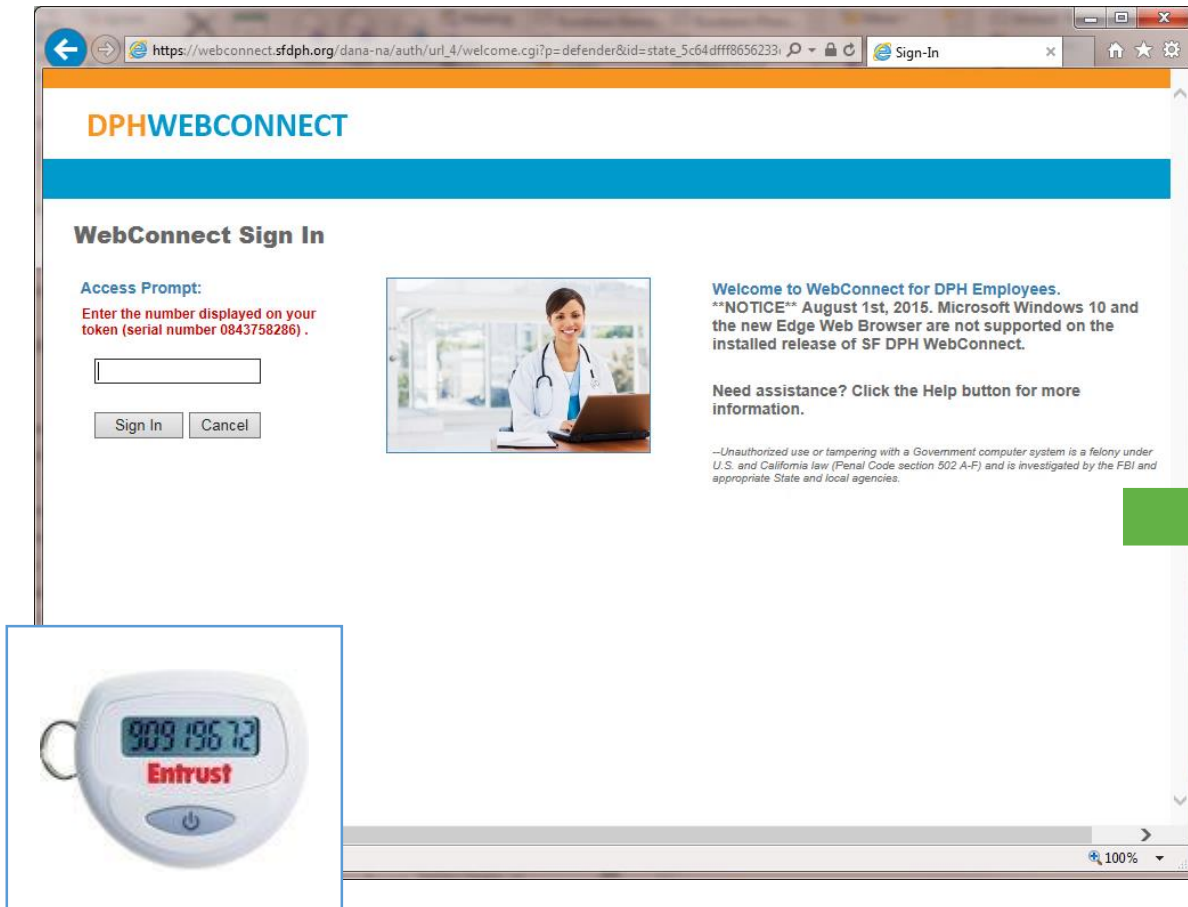 https://webconnect.sfdph.org/dana-na/auth/url_4/welcome.cgi?p=defender&id=state_5c64dfff8656233
Sign-In
DPHWEBCONNECT
WebConnect Sign In
Access Prompt:
Enter the number displayed on your
token (serial number 0843758286) .
Sign In
Cancel
Welcome to WebConnect for DPH Employees.
**NOTICE** August 1st, 2015. Microsoft Windows 10 and
the new Edge Web Browser are not supported on the
installed release of SF DPH WebConnect.
Need assistance? Click the Help button for more
information.
--Unauthorized use or tampering with a Government computer system is a felony under
U.S. and California law (Penal Code section 502 A-F) and is investigated by the FBI and
appropriate State and local agencies.
90919672
Entrust
100%